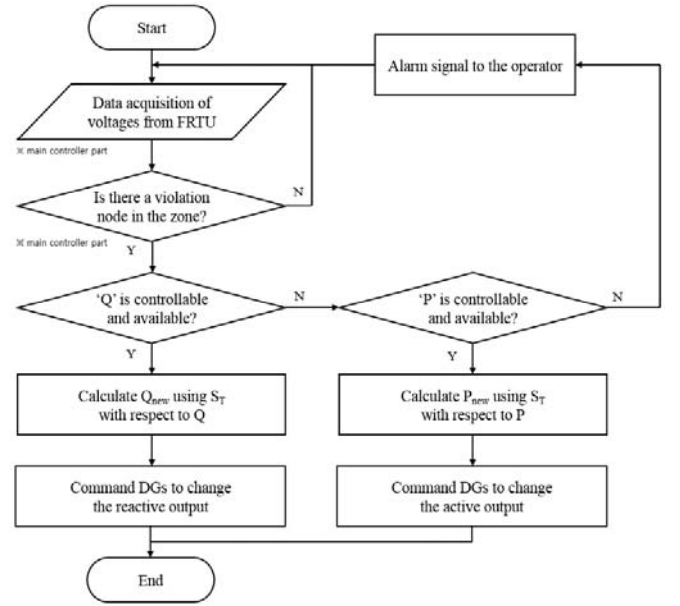 Start
Alarm signal to the operator
Data acquisition of
voltages from FRTU
※ main controller part
Is there a violation
node in the zone?
N
※ main controller part
Y
‘Q’ is controllable
and available?
N
‘P’ is controllable
and available?
N
Y
Y
Calculate Qnew using ST
with respect to Q
Calculate Pnew using ST
with respect to P
Command DGs to change
the reactive output
Command DGs to change
the active output
End